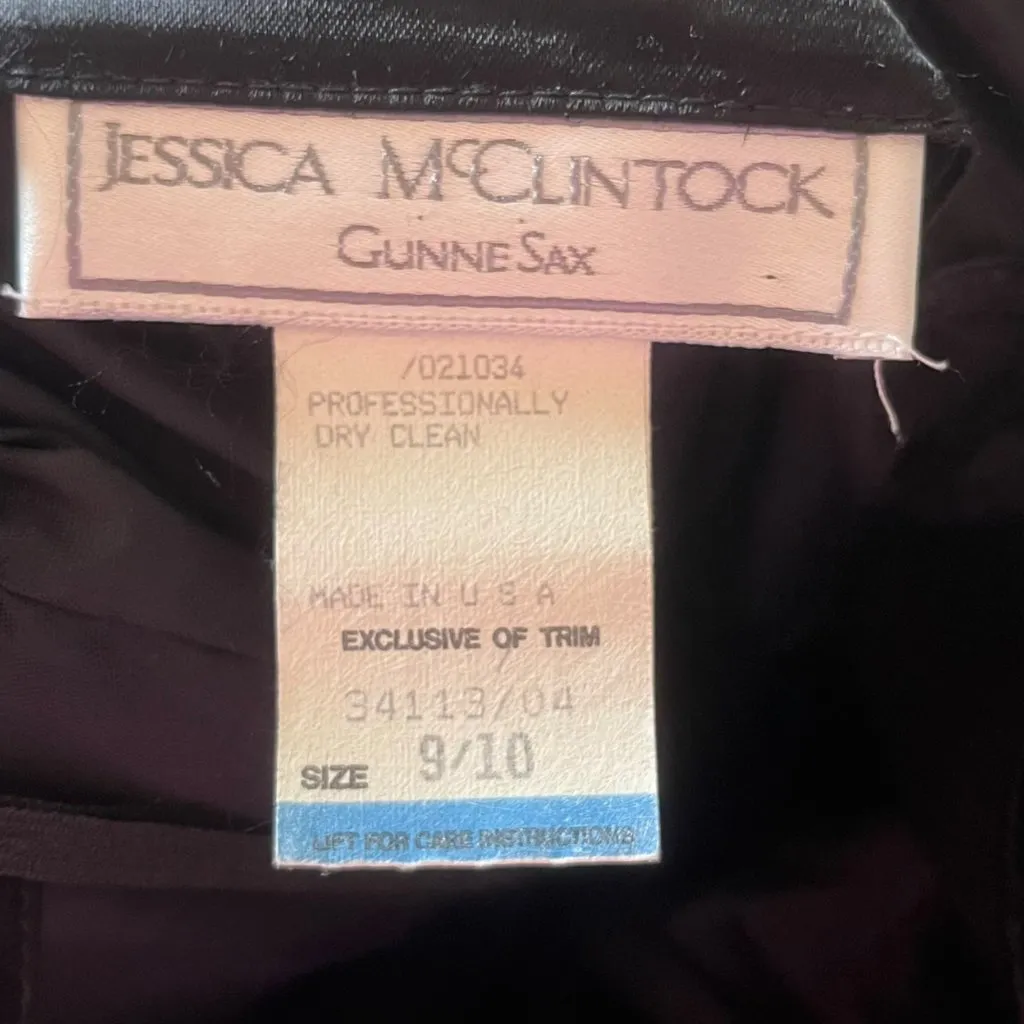 JESSICA McCLINTOCK
GUNNE SAX
/021034
PROFESSIONALLY
DRY CLEAN
MADE IN U S A
EXCLUSIVE OF TRIM
34113/04
SIZE 9/10
LIFT FOR CARE INSTRUCTIONS